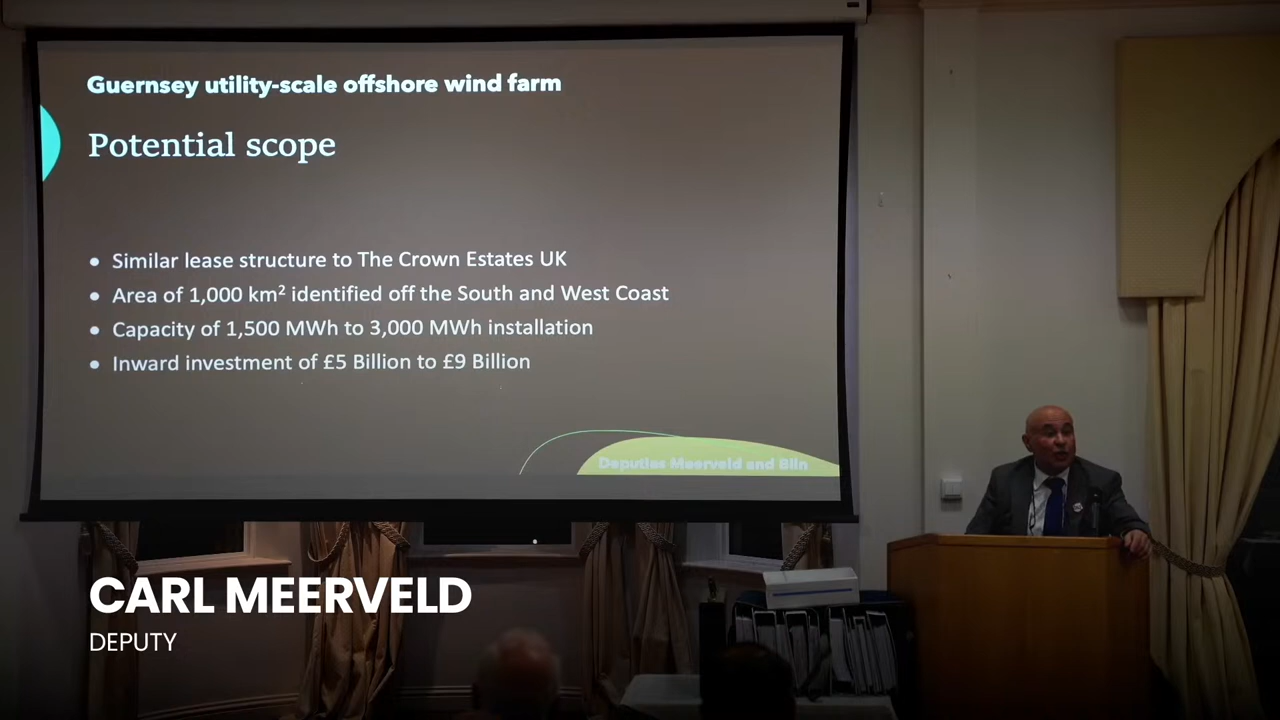 Guernsey utility-scale offshore wind farm
Potential scope
• Similar lease structure to The Crown Estates UK
• Area of 1,000 km² identified off the South and West Coast
• Capacity of 1,500 MWh to 3,000 MWh installation
• Inward investment of £5 Billion to £9 Billion
Deputies Meerveld and Blin
CARL MEERVELD
DEPUTY